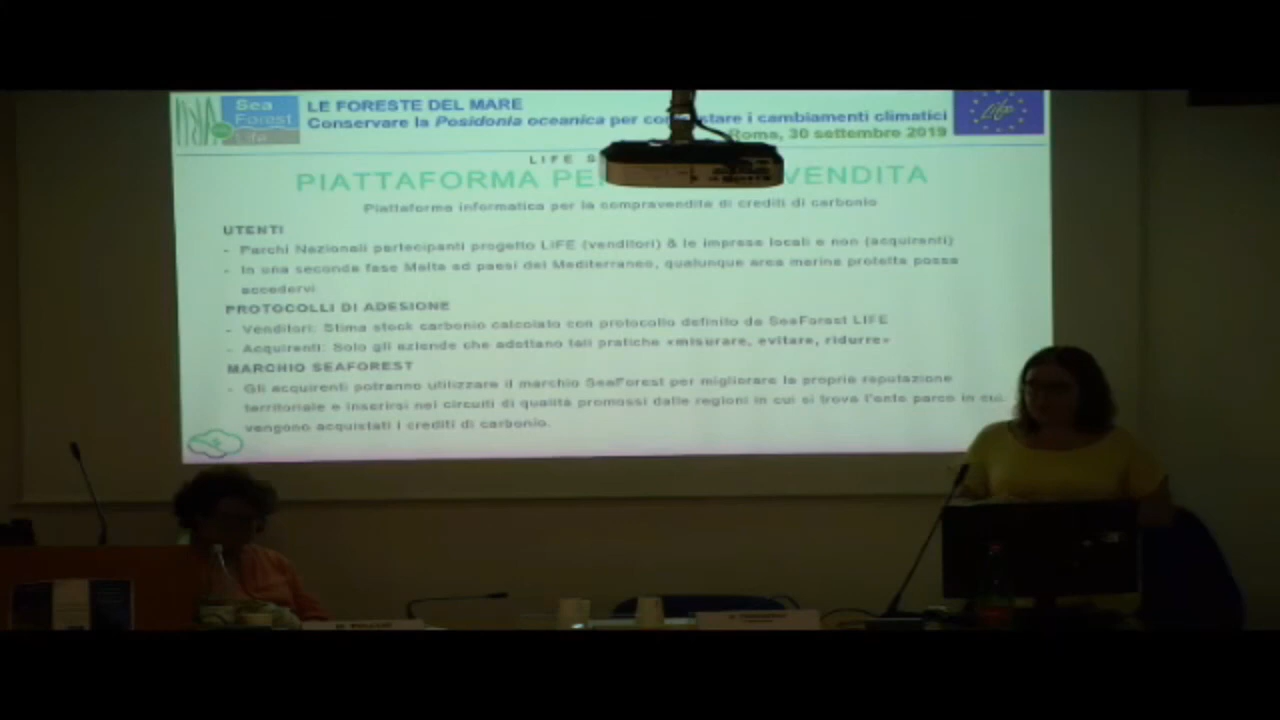 Sea
Forest
Life
LE FORESTE DEL MARE
Conservare la Posidonia oceanica per stare i cambiamenti climatici
Roma, 30 settembre 2019
Life
LIFE S
PIATTAFORMA PE VENDITA
Piattaforma informatica per la compravendita di crediti di carbonio
UTENTI
- Parchi Nazionali partecipanti progetto LIFE (venditori) & le imprese locali e non (acquirenti)
- In una seconda fase Malta ed paesi del Mediterraneo, qualunque area marina protetta possa
accedervi
PROTOCOLLI DI ADESIONE
- Venditori: Stima stock carbonio calcolato con protocollo definito da SeaForest LIFE
- Acquirenti: Solo gli aziende che adottano tali pratiche «misurare, evitare, ridurre»
MARCHIO SEAFOREST
- Gli acquirenti potranno utilizzare il marchio SeaForest per migliorare la propria reputazione
territoriale e inserirsi nei circuiti di qualità promossi dalle regioni in cui si trova l'ente parco in cui
vengono acquistati i crediti di carbonio.